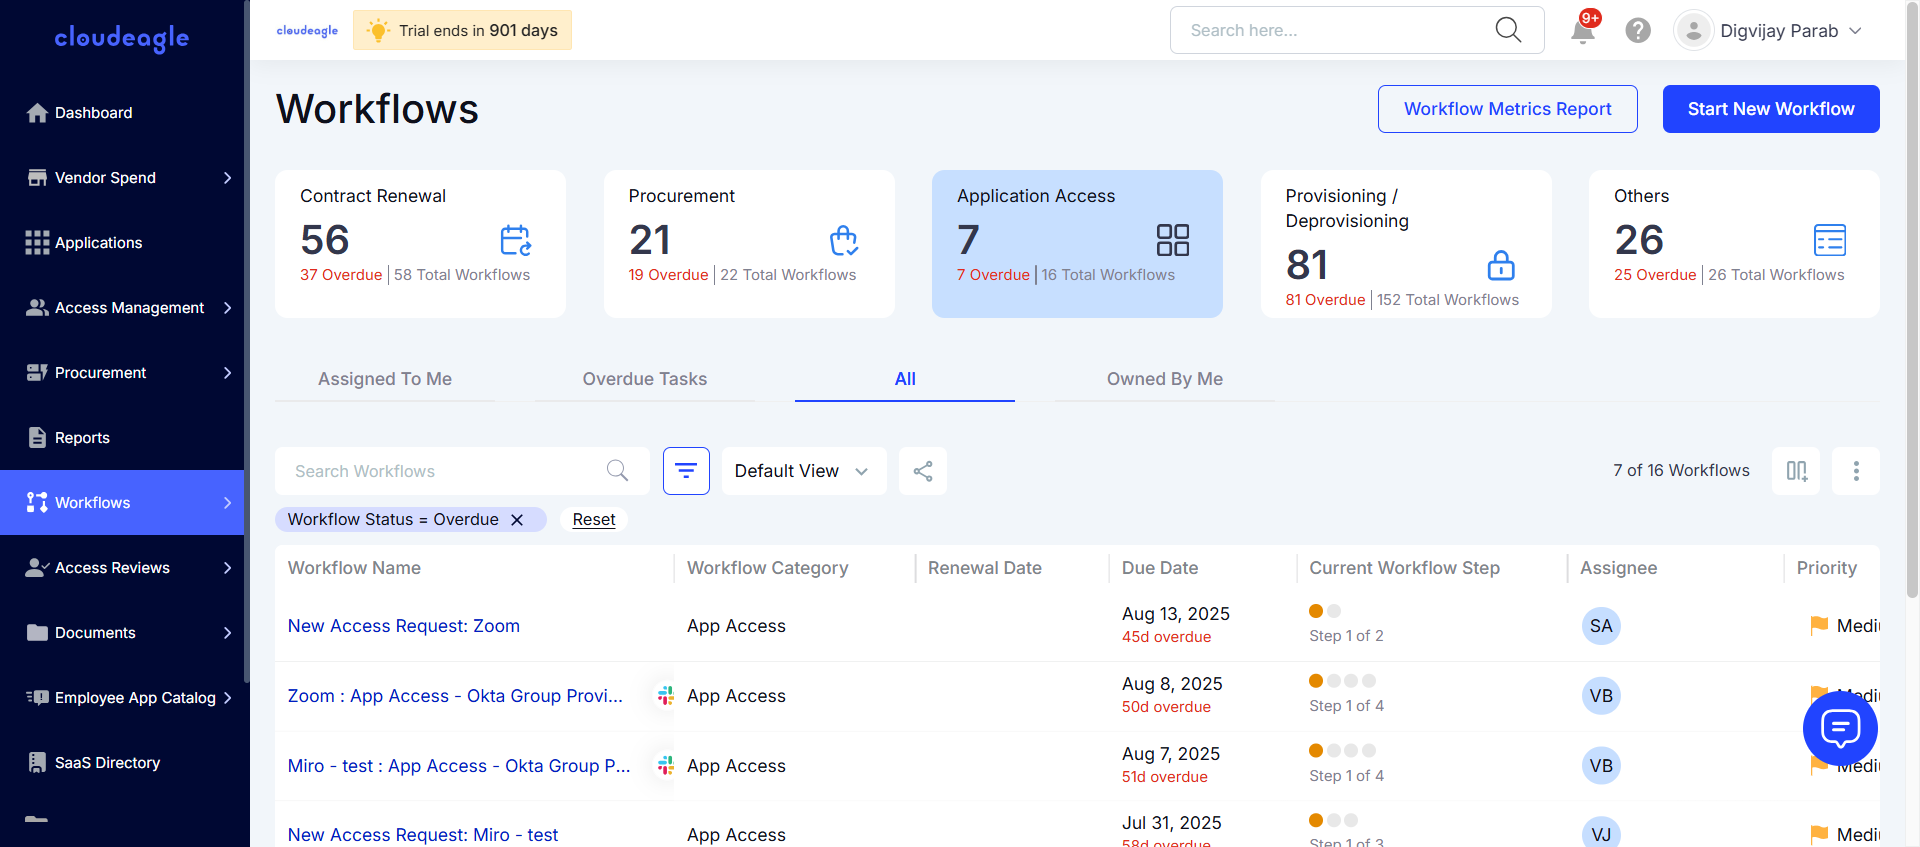 cloudeagle
Dashboard
Vendor Spend
Applications
Access Management
Procurement
Reports
Workflows
Access Reviews
Documents
Employee App Catalog
SaaS Directory
cloudeagle
Trial ends in 901 days
Search here...
9+
Digvijay Parab
Workflows
Workflow Metrics Report
Start New Workflow
Contract Renewal
56
37 Overdue | 58 Total Workflows
Procurement
21
19 Overdue | 22 Total Workflows
Application Access
7
7 Overdue | 16 Total Workflows
Provisioning /
Deprovisioning
81
81 Overdue | 152 Total Workflows
Others
26
25 Overdue | 26 Total Workflows
Assigned To Me
Overdue Tasks
All
Owned By Me
Search Workflows
Default View
7 of 16 Workflows
Workflow Status = Overdue
Reset
Workflow Name Workflow Category Renewal Date Due Date Current Workflow Step Assignee Priority
New Access Request: Zoom App Access Aug 13, 2025 SA
45d overdue Step 1 of 2
Zoom : App Access - Okta Group Provi... App Access Aug 8, 2025 VB
50d overdue Step 1 of 4
Miro - test : App Access - Okta Group P... App Access Aug 7, 2025 VB
51d overdue Step 1 of 4
New Access Request: Miro - test App Access Jul 31, 2025 VJ
58d overdue Step 1 of 3